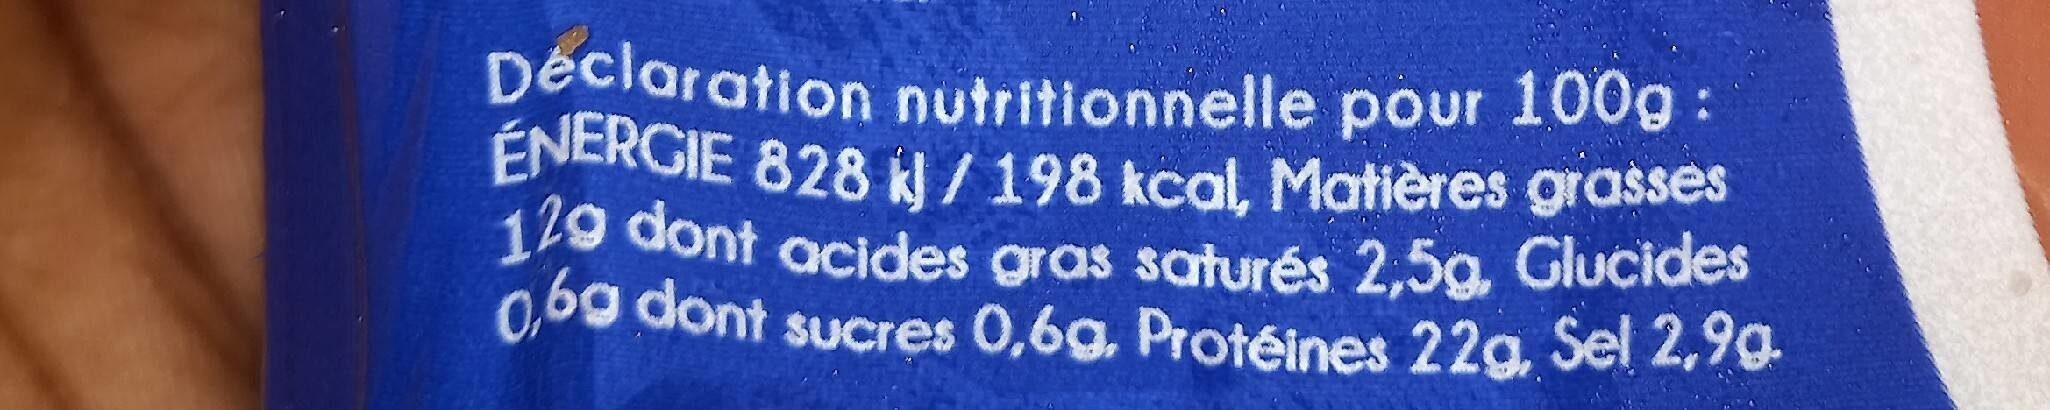 Déclaration nutritionnelle pour 100g :
ÉNERGIE 828 kJ / 198 kcal, Matières grasses
12g dont acides gras saturés 2,5g, Glucides
0,6g dont sucres 0,6g, Protéines 22g, Sel 2,9g.